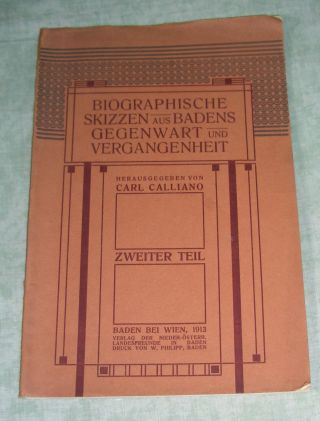 BIOGRAPHISCHE
SKIZZEN AUS BADENS
GEGENWART UND
VERGANGENHEIT
HERAUSGEGEBEN VON
CARL CALLIANO
ZWEITER TEIL
BADEN BEI WIEN, 1913
VERLAG DER NIEDER-ÖSTERR.
LANDESFREUNDE IN BADEN
DRUCK VON W. PHILIPP, BADEN